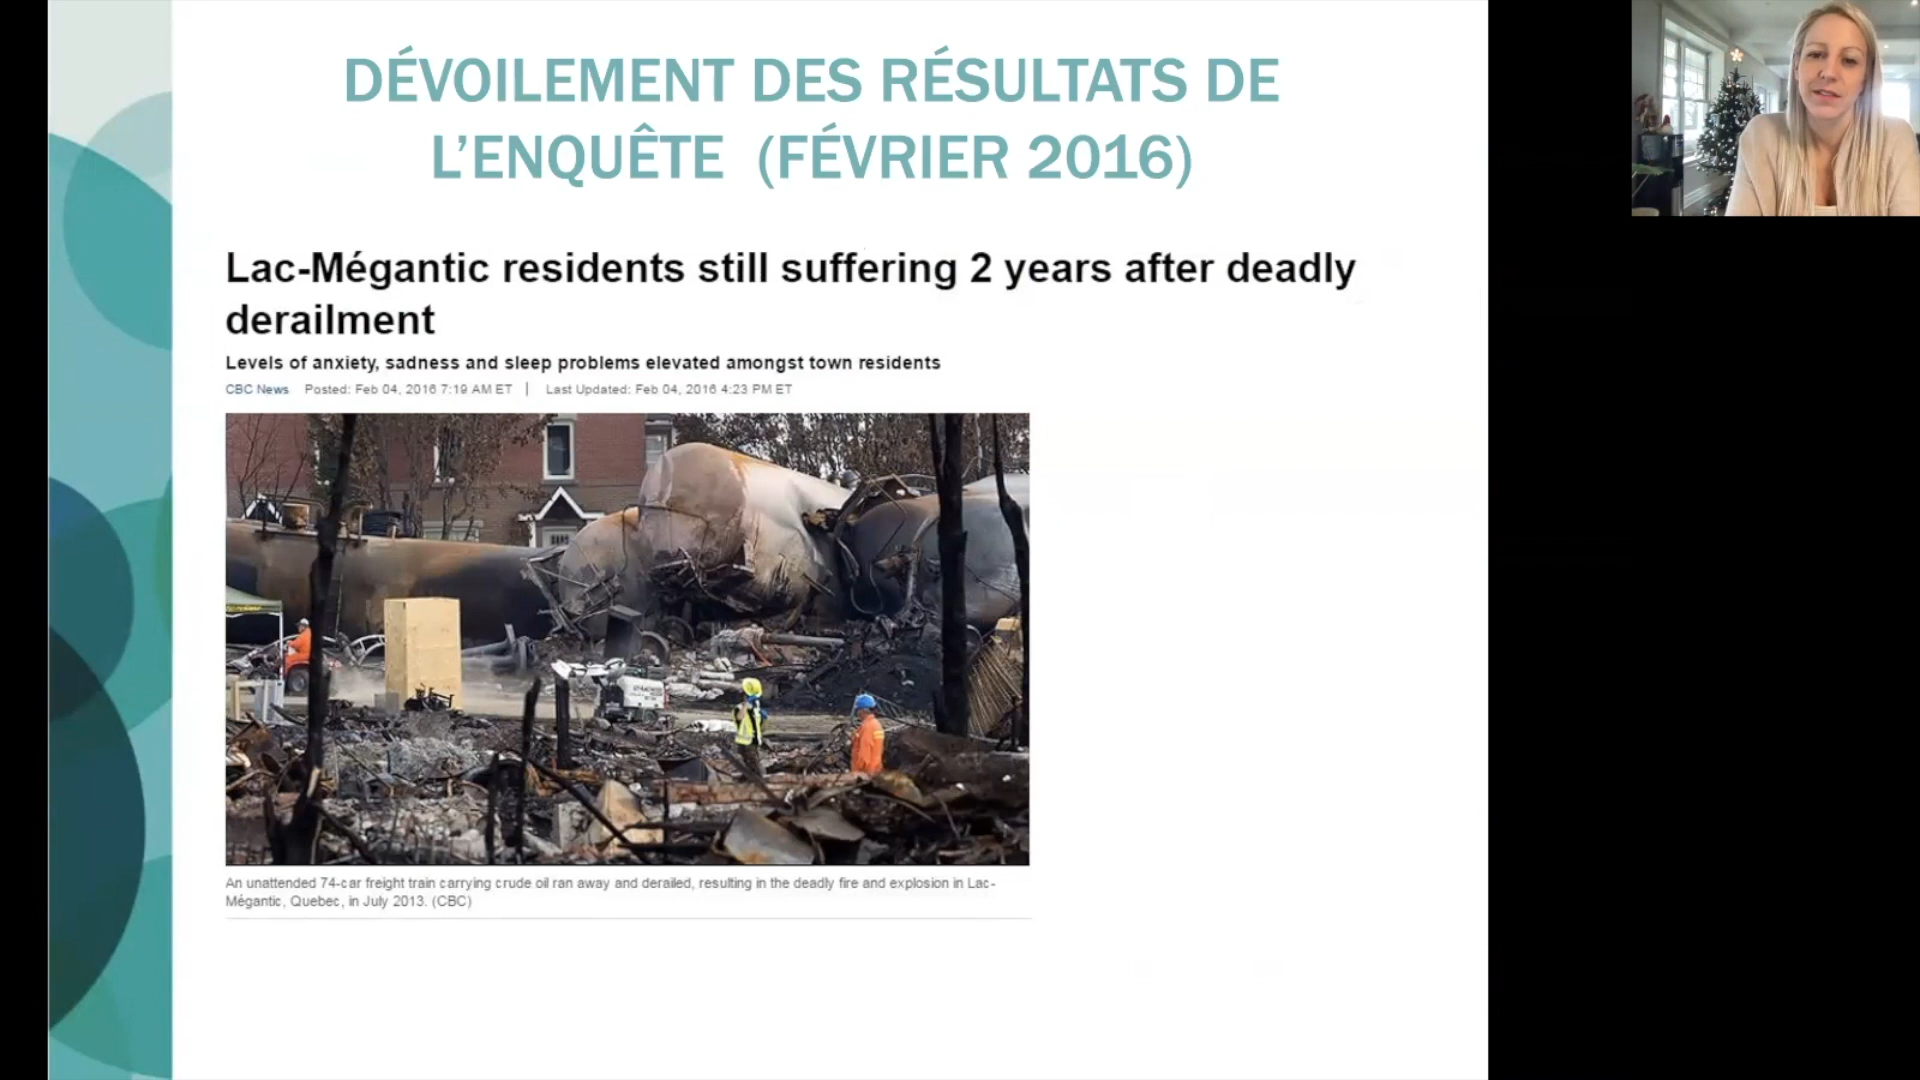 DÉVOILEMENT DES RÉSULTATS DE
L’ENQUÊTE (FÉVRIER 2016)
Lac-Mégantic residents still suffering 2 years after deadly
derailment
Levels of anxiety, sadness and sleep problems elevated amongst town residents
CBC News Posted: Feb 04, 2016 7:19 AM ET | Last Updated: Feb 04, 2016 4:23 PM ET
An unattended 74-car freight train carrying crude oil ran away and derailed, resulting in the deadly fire and explosion in Lac-
Mégantic, Quebec, in July 2013. (CBC)